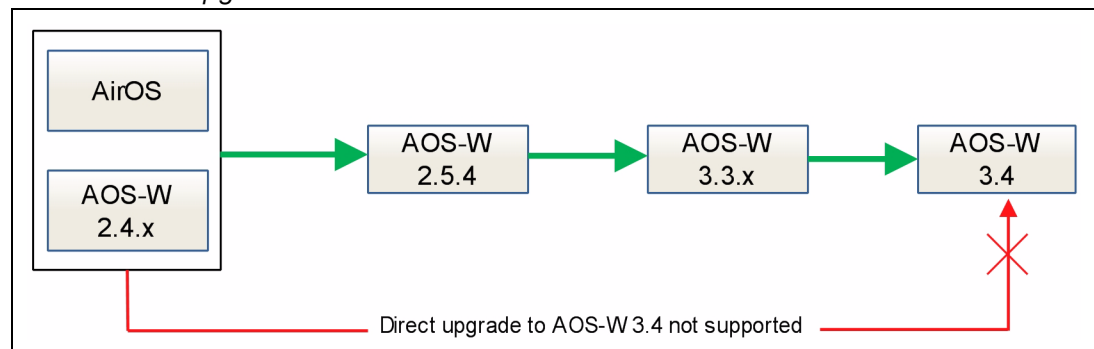 AirOS
AOS-W
2.4.x
AOS-W
2.5.4
AOS-W
3.3.x
AOS-W
3.4
Direct upgrade to AOS-W 3.4 not supported